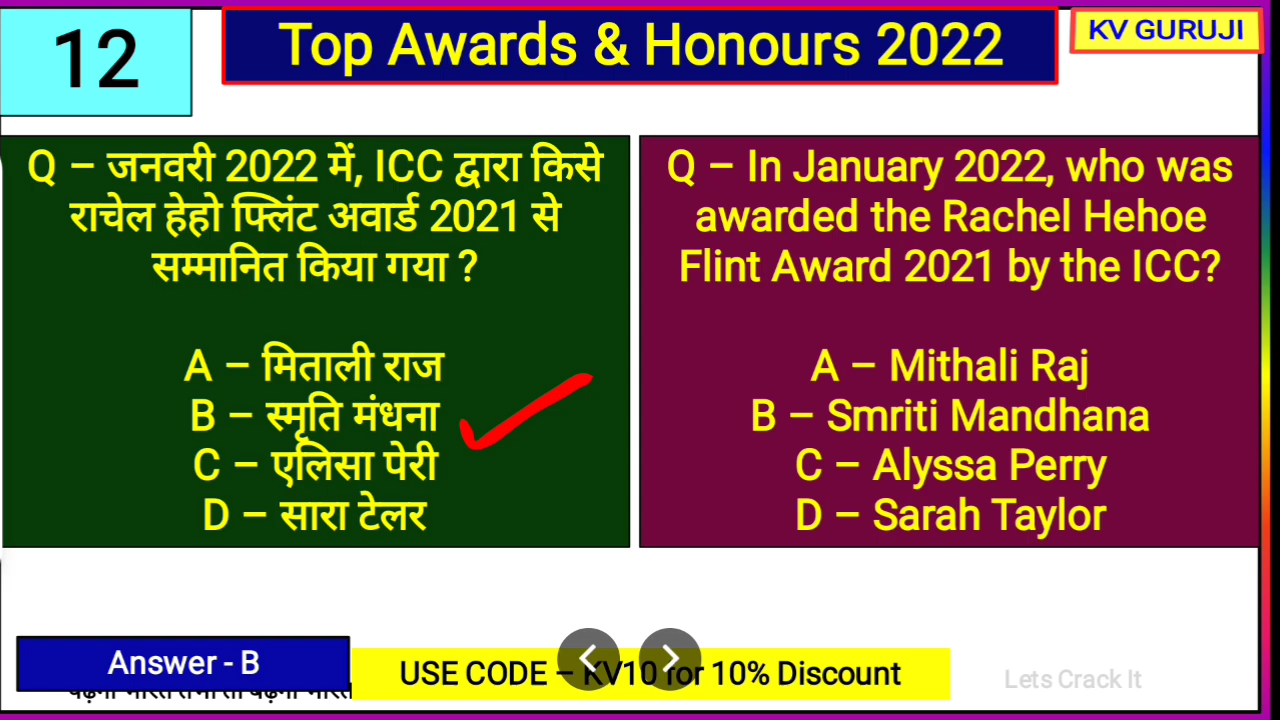 12
Top Awards & Honours 2022
KV GURUJI
Q – जनवरी 2022 में, ICC द्वारा किसे
राचेल हेहो फ्लिंट अवार्ड 2021 से
सम्मानित किया गया ?
A – मिताली राज
B – स्मृति मंधना
C – एलिसा पेरी
D – सारा टेलर
Q – In January 2022, who was
awarded the Rachel Hehoe
Flint Award 2021 by the ICC?
A – Mithali Raj
B – Smriti Mandhana
C – Alyssa Perry
D – Sarah Taylor
Answer - B
USE CODE – KV10 for 10% Discount
Lets Crack It